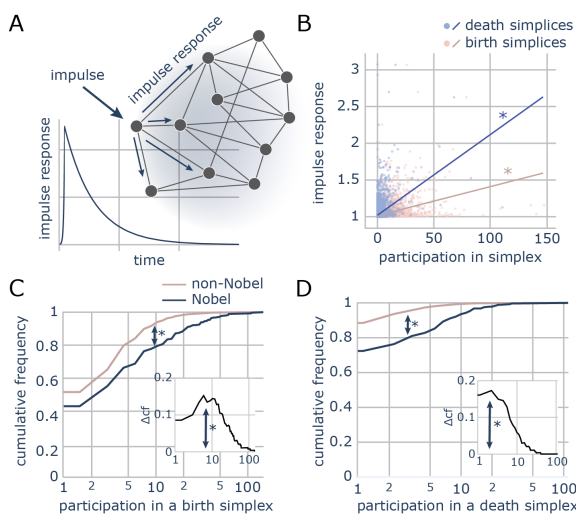 A
impulse
impulse response
impulse response
time
B
death simplices
birth simplices
3
2.5
2
1.5
1
*
*
0 50 100 150
impulse response
participation in simplex
C
non-Nobel
Nobel
1
0.8
0.6
0.4
0.2
0
*
cumulative frequency
1 2 5 10 2 5 100
participation in a birth simplex
0.2
0.1
0
Δcf
*
1 10 100
D
1
0.8
0.6
0.4
0.2
0
*
cumulative frequency
1 2 5 10 2 5 100
participation in a death simplex
0.2
0.1
0
Δcf
*
1 10 100